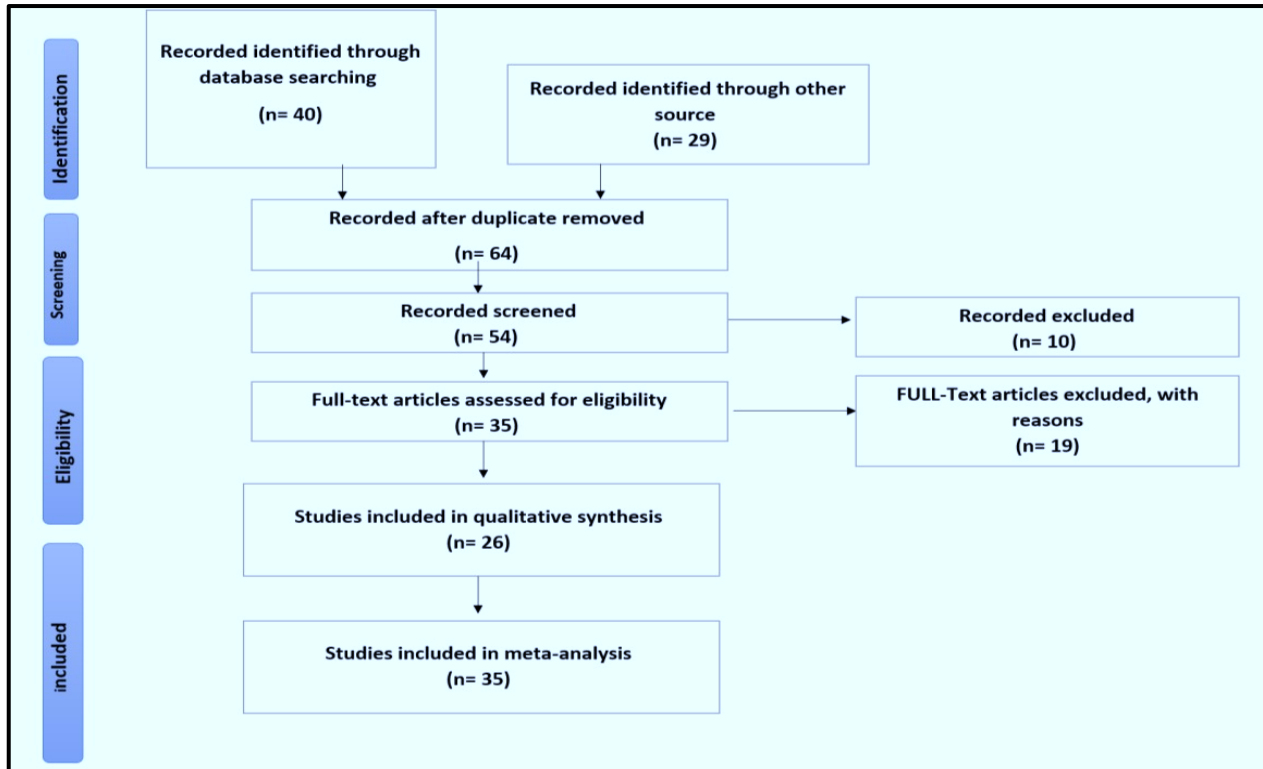 Identification
Recorded identified through
database searching
(n= 40)
Recorded identified through other
source
(n= 29)
Screening
Recorded after duplicate removed
(n= 64)
Recorded screened
(n= 54)
Recorded excluded
(n= 10)
Eligibility
Full-text articles assessed for eligibility
(n= 35)
FULL-Text articles excluded, with
reasons
(n= 19)
Studies included in qualitative synthesis
(n= 26)
included
Studies included in meta-analysis
(n= 35)